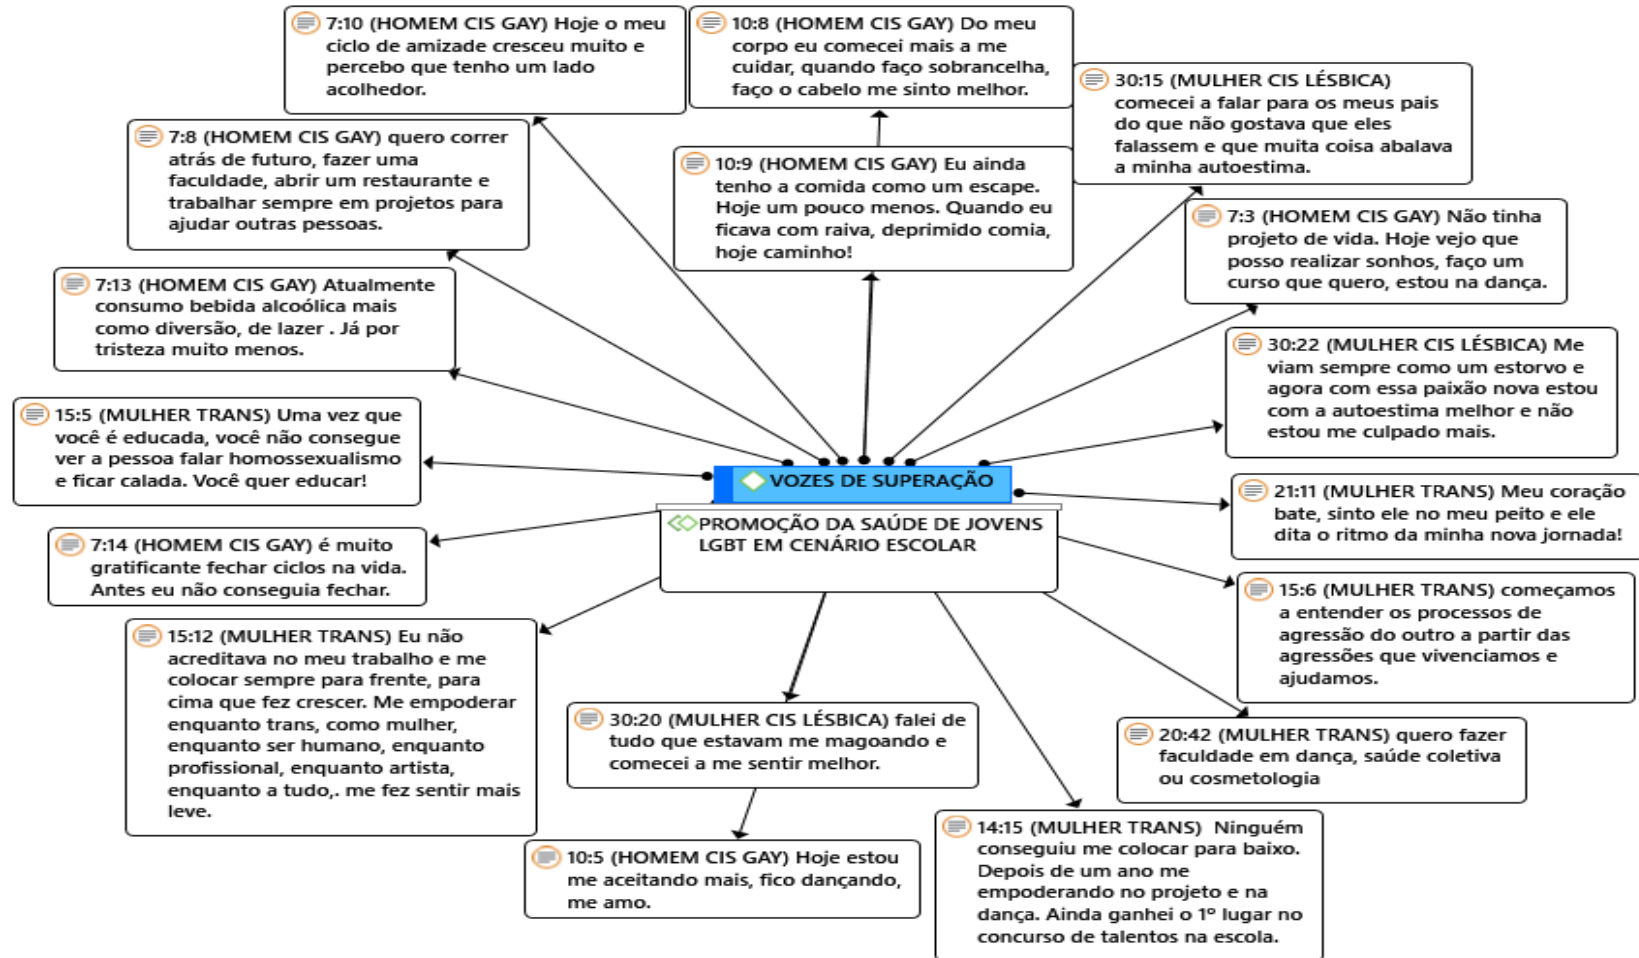 7:10 (HOMEM CIS GAY) Hoje o meu
ciclo de amizade cresceu muito e
percebo que tenho um lado
acolhedor.
10:8 (HOMEM CIS GAY) Do meu
corpo eu comecei mais a me
cuidar, quando faço sobrancelha,
faço o cabelo me sinto melhor.
30:15 (MULHER CIS LÉSBICA)
comecei a falar para os meus pais
do que não gostava que eles
falassem e que muita coisa abalava
a minha autoestima.
7:8 (HOMEM CIS GAY) quero correr
atrás de futuro, fazer uma
faculdade, abrir um restaurante e
trabalhar sempre em projetos para
ajudar outras pessoas.
10:9 (HOMEM CIS GAY) Eu ainda
tenho a comida como um escape.
Hoje um pouco menos. Quando eu
ficava com raiva, deprimido comia,
hoje caminho!
7:3 (HOMEM CIS GAY) Não tinha
projeto de vida. Hoje vejo que
posso realizar sonhos, faço um
curso que quero, estou na dança.
7:13 (HOMEM CIS GAY) Atualmente
consumo bebida alcoólica mais
como diversão, de lazer . Já por
tristeza muito menos.
30:22 (MULHER CIS LÉSBICA) Me
viam sempre como um estorvo e
agora com essa paixão nova estou
com a autoestima melhor e não
estou me culpado mais.
15:5 (MULHER TRANS) Uma vez que
você é educada, você não consegue
ver a pessoa falar homossexualismo
e ficar calada. Você quer educar!
VOZES DE SUPERAÇÃO
PROMOÇÃO DA SAÚDE DE JOVENS
LGBT EM CENÁRIO ESCOLAR
21:11 (MULHER TRANS) Meu coração
bate, sinto ele no meu peito e ele
dita o ritmo da minha nova jornada!
7:14 (HOMEM CIS GAY) é muito
gratificante fechar ciclos na vida.
Antes eu não conseguia fechar.
15:6 (MULHER TRANS) começamos
a entender os processos de
agressão do outro a partir das
agressões que vivenciamos e
ajudamos.
15:12 (MULHER TRANS) Eu não
acreditava no meu trabalho e me
colocar sempre para frente, para
cima que fez crescer. Me empoderar
enquanto trans, como mulher,
enquanto ser humano, enquanto
profissional, enquanto artista,
enquanto a tudo,. me fez sentir mais
leve.
30:20 (MULHER CIS LÉSBICA) falei de
tudo que estavam me magoando e
comecei a me sentir melhor.
20:42 (MULHER TRANS) quero fazer
faculdade em dança, saúde coletiva
ou cosmetologia
10:5 (HOMEM CIS GAY) Hoje estou
me aceitando mais, fico dançando,
me amo.
14:15 (MULHER TRANS)  Ninguém
conseguiu me colocar para baixo.
Depois de um ano me
empoderando no projeto e na
dança. Ainda ganhei o 1º lugar no
concurso de talentos na escola.